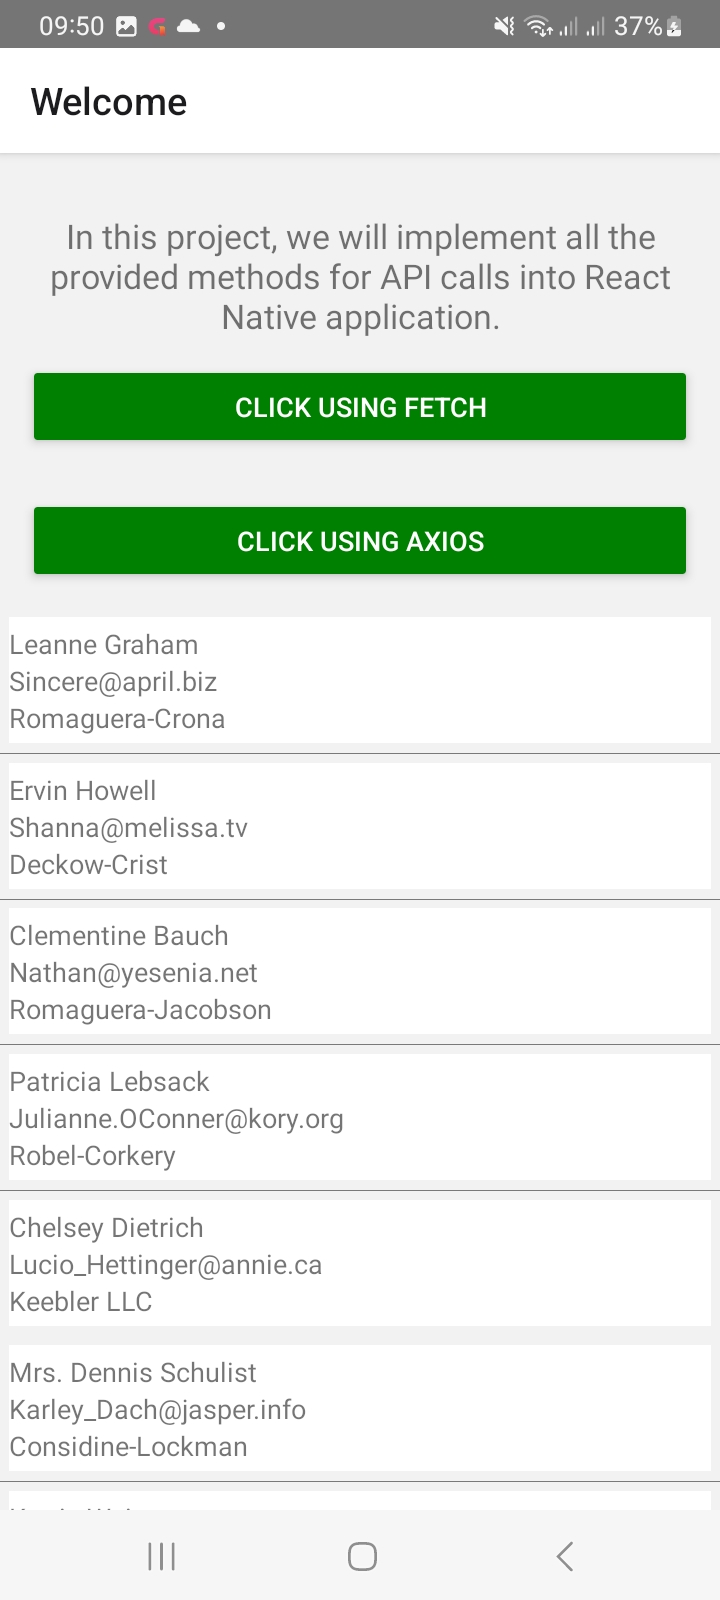 09:50
37%
Welcome
In this project, we will implement all the
provided methods for API calls into React
Native application.
CLICK USING FETCH
CLICK USING AXIOS
Leanne Graham
Sincere@april.biz
Romaguera-Crona
Ervin Howell
Shanna@melissa.tv
Deckow-Crist
Clementine Bauch
Nathan@yesenia.net
Romaguera-Jacobson
Patricia Lebsack
Julianne.OConner@kory.org
Robel-Corkery
Chelsey Dietrich
Lucio_Hettinger@annie.ca
Keebler LLC
Mrs. Dennis Schulist
Karley_Dach@jasper.info
Considine-Lockman